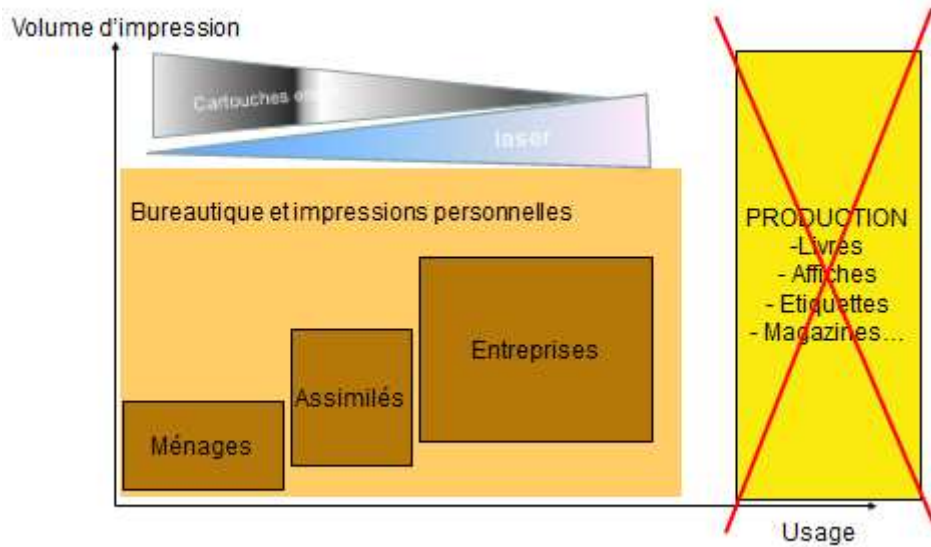 Volume d'impression
Cartouches
laser
Bureautique et impressions personnelles
PRODUCTION
-Livres
- Affiches
- Etiquettes
- Magazines...
Entreprises
Assimilés
Ménages
Usage